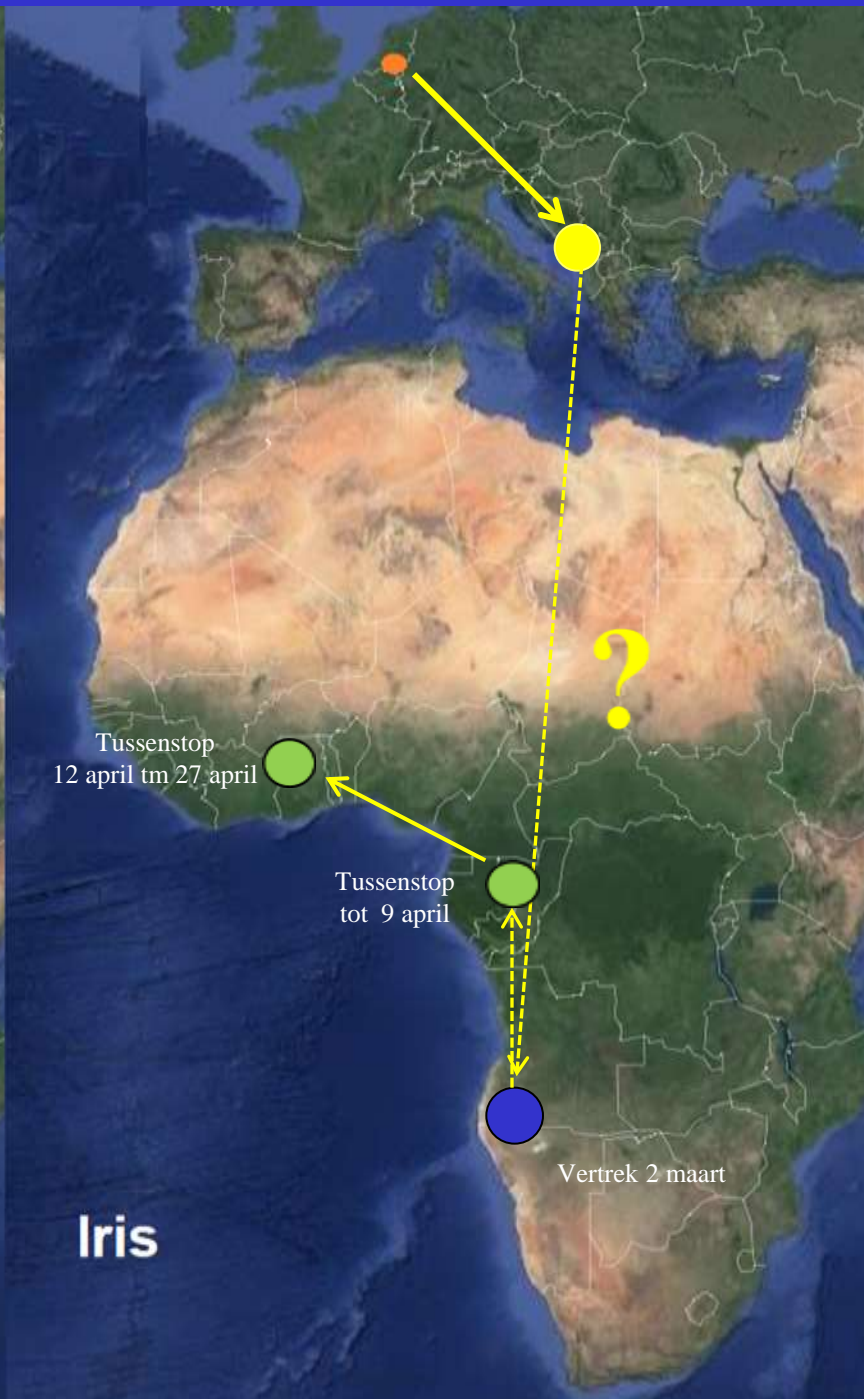 ?
Tussenstop
12 april tm 27 april
Tussenstop
tot 9 april
Vertrek 2 maart
Iris